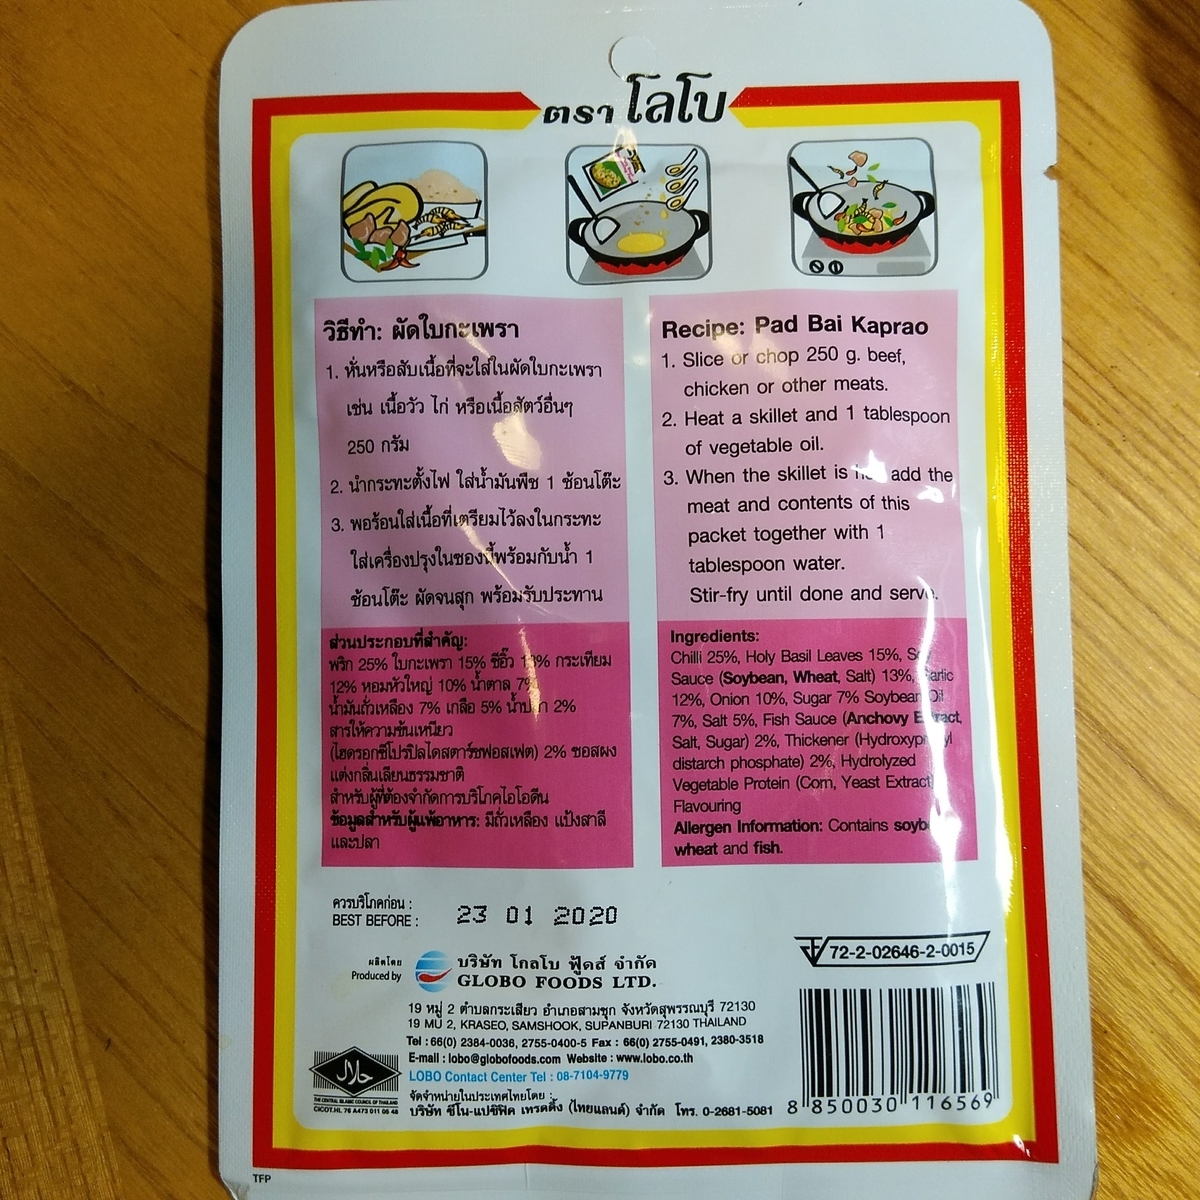 ตรา โลโบ
วิธีทำ: ผัดใบกะเพรา
1. หั่นหรือสับเนื้อที่จะใส่ในผัดใบกะเพรา
เช่น เนื้อวัว ไก่ หรือเนื้อสัตว์อื่นๆ
250 กรัม
2. นำกระทะตั้งไฟ ใส่น้ำมันพืช 1 ช้อนโต๊ะ
3. พอร้อนใส่เนื้อที่เตรียมไว้ลงในกระทะ
ใส่เครื่องปรุงในซองนี้พร้อมกับน้ำ 1
ช้อนโต๊ะ ผัดจนสุก พร้อมรับประทาน
ส่วนประกอบที่สำคัญ:
พริก 25% ใบกะเพรา 15% ซีอิ๊ว กระเทียม
12% หอมหัวใหญ่ 10% น้ำตาล 7%
น้ำมันถั่วเหลือง 7% เกลือ 5% น้ำปลา 2%
สารให้ความข้นเหนียว
(ไฮดรอกซีโปรปิลไดสตาร์ชฟอสเฟต) 2% ซอสผง
แต่งกลิ่นเลียนธรรมชาติ
สำหรับผู้ที่ต้องจำกัดการบริโภคไอโอดีน
ข้อมูลสำหรับผู้แพ้อาหาร: มีถั่วเหลือง แป้งสาลี
และปลา
Recipe: Pad Bai Kaprao
1. Slice or chop 250 g. beef,
chicken or other meats.
2. Heat a skillet and 1 tablespoon
of vegetable oil.
3. When the skillet is add the
meat and contents of this
packet together with 1
tablespoon water.
Stir-fry until done and serve.
Ingredients:
Chilli 25%, Holy Basil Leaves 15%,
Sauce (Soybean, Wheat, Salt) 13%, Garlic
12%, Onion 10%, Sugar 7% Soybean Oil
7%, Salt 5%, Fish Sauce (Anchovy Extract,
Salt, Sugar) 2%, Thickener (Hydroxypropyl
distarch phosphate) 2%, Hydrolyzed
Vegetable Protein (Corn, Yeast Extract)
Flavouring
Allergen Information: Contains
wheat and fish.
ควรบริโภคก่อน :
BEST BEFORE : 23 01 2020
ผลิตโดย
Produced by
บริษัท โกลโบ ฟู้ดส์ จำกัด
GLOBO FOODS LTD.
72-2-02646-2-0015
19 หมู่ 2 ตำบลกระเสียว อำเภอสามชุก จังหวัดสุพรรณบุรี 72130
19 MU 2, KRASEO, SAMSHOOK, SUPANBURI 72130 THAILAND
Tel : 66(0) 2384-0036, 2755-0400-5 Fax : 66(0) 2755-0491, 2380-3518
E-mail : lobo@globofoods.com Website : www.lobo.co.th
LOBO Contact Center Tel : 08-7104-9779
จัดจำหน่ายในประเทศไทยโดย :
บริษัท ซีโน-แปซิฟิค เทรดดิ้ง (ไทยแลนด์) จำกัด โทร. 0-2681-5081
حلال
THE CENTRAL ISLAMIC COUNCIL OF THAILAND
CICOT.HL 76 A473 011 06 48
8 850030 116569
TFP